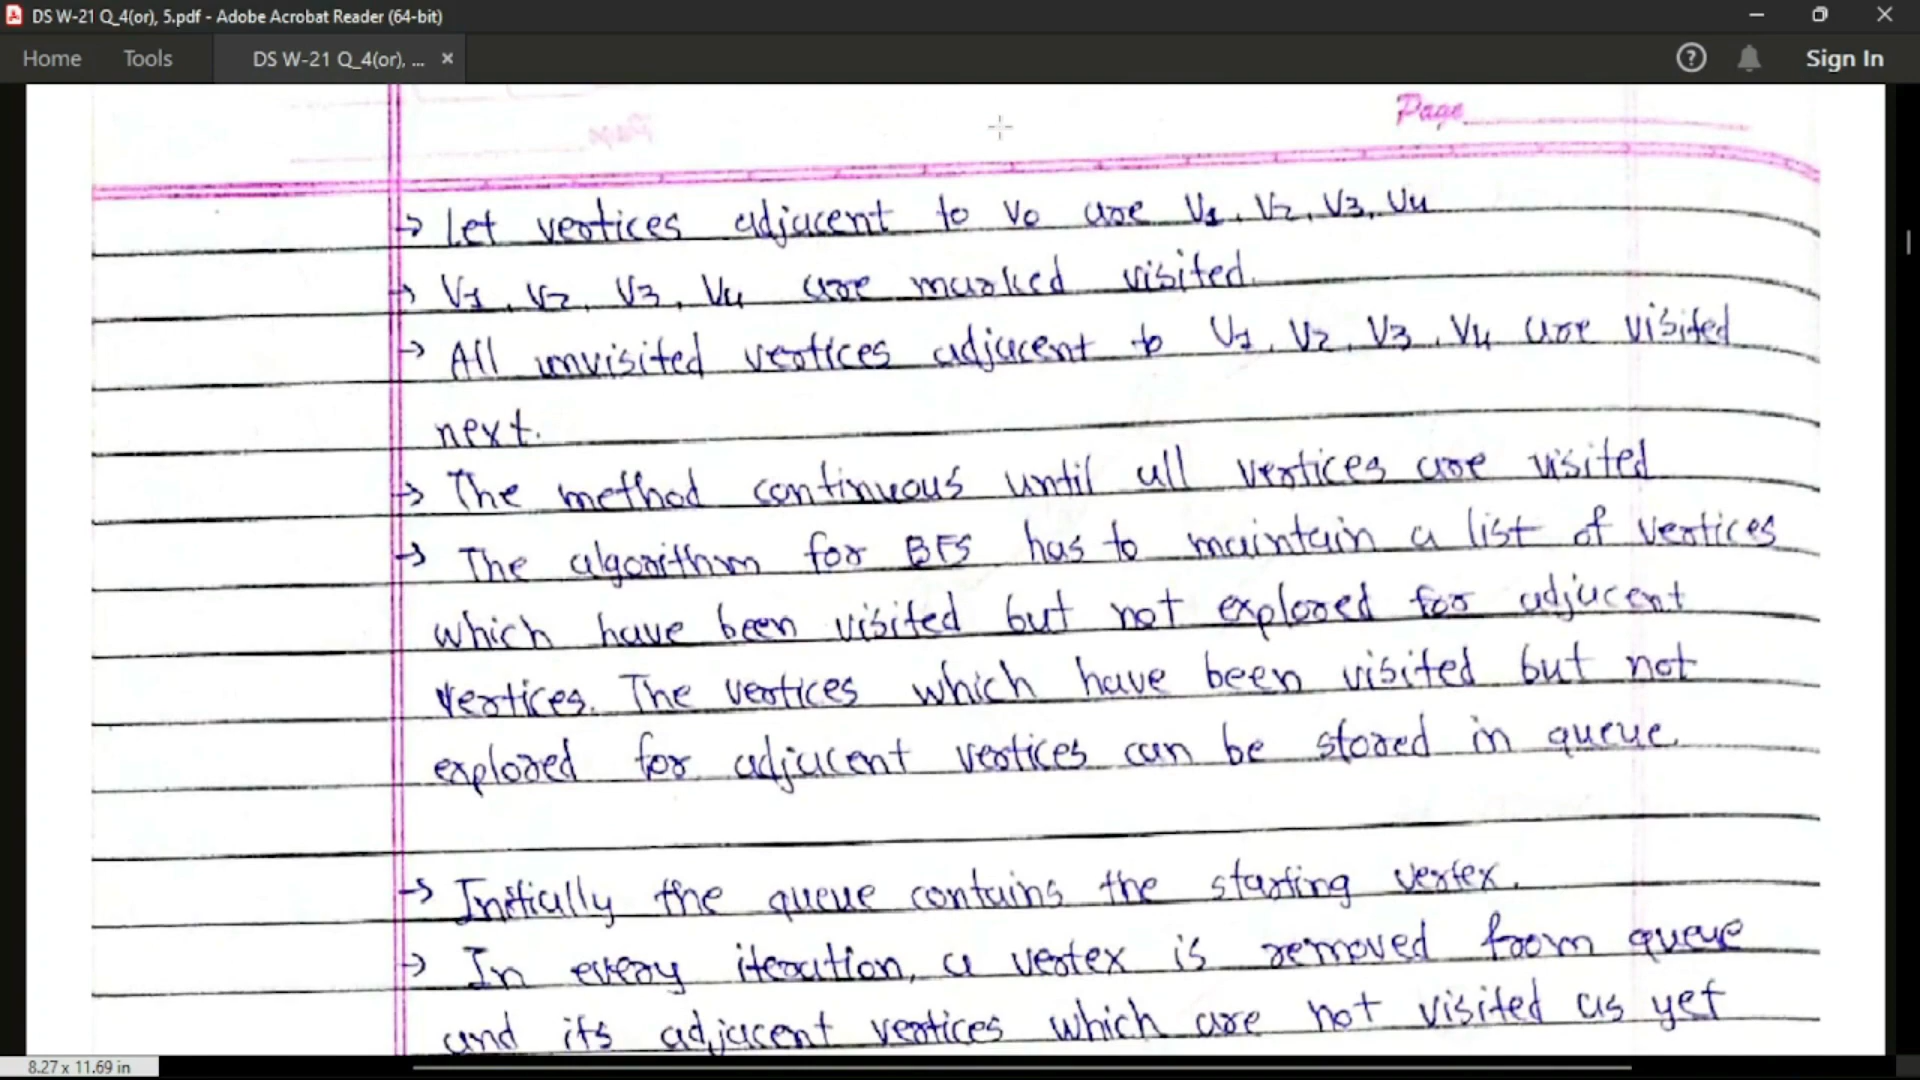 DS W-21 Q_4(or), 5.pdf - Adobe Acrobat Reader (64-bit)
Home Tools DS W-21 Q_4(or), ... × ? Sign In
Page
→ Let vertices adjacent to V0 are V1, V2, V3, V4
→ V1, V2, V3, V4 are marked visited.
→ All unvisited vertices adjacent to V1, V2, V3, V4 are visited
next.
→ The method continuous until all vertices are visited
→ The algorithm for BFS has to maintain a list of vertices
which have been visited but not explored for adjacent
vertices. The vertices which have been visited but not
explored for adjacent vertices can be stored in queue.
→ Initially the queue contains the starting vertex.
→ In every iteration, a vertex is removed from queue
and its adjacent vertices which are not visited as yet
8.27 x 11.69 in